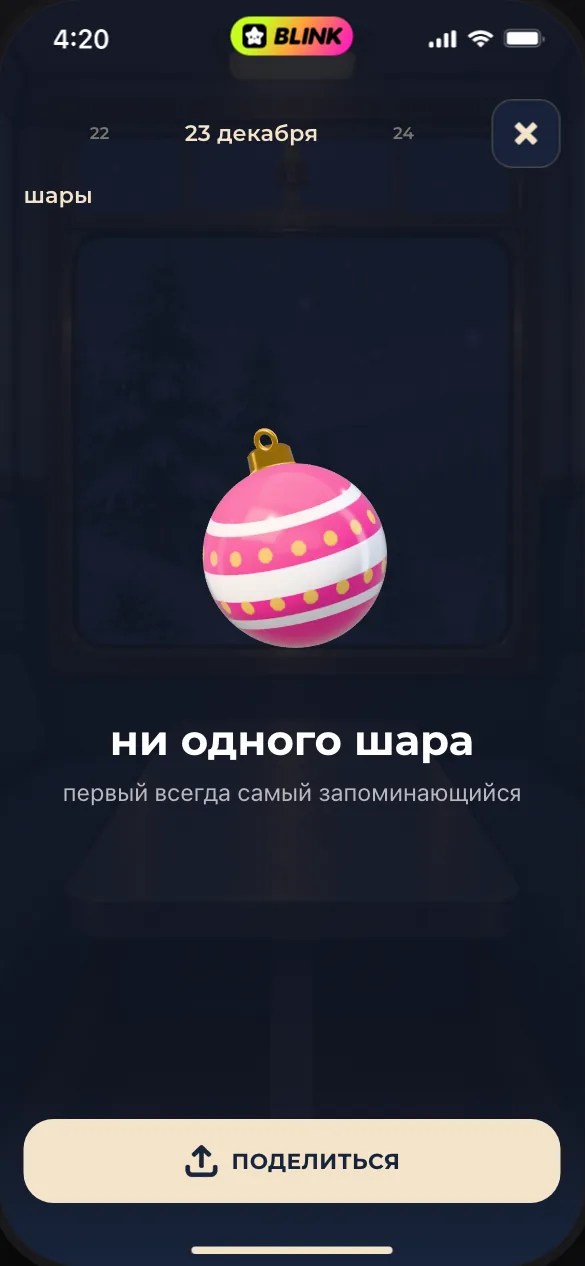 4:20
BLINK
22
23 декабря
24
шары
ни одного шара
первый всегда самый запоминающийся
ПОДЕЛИТЬСЯ